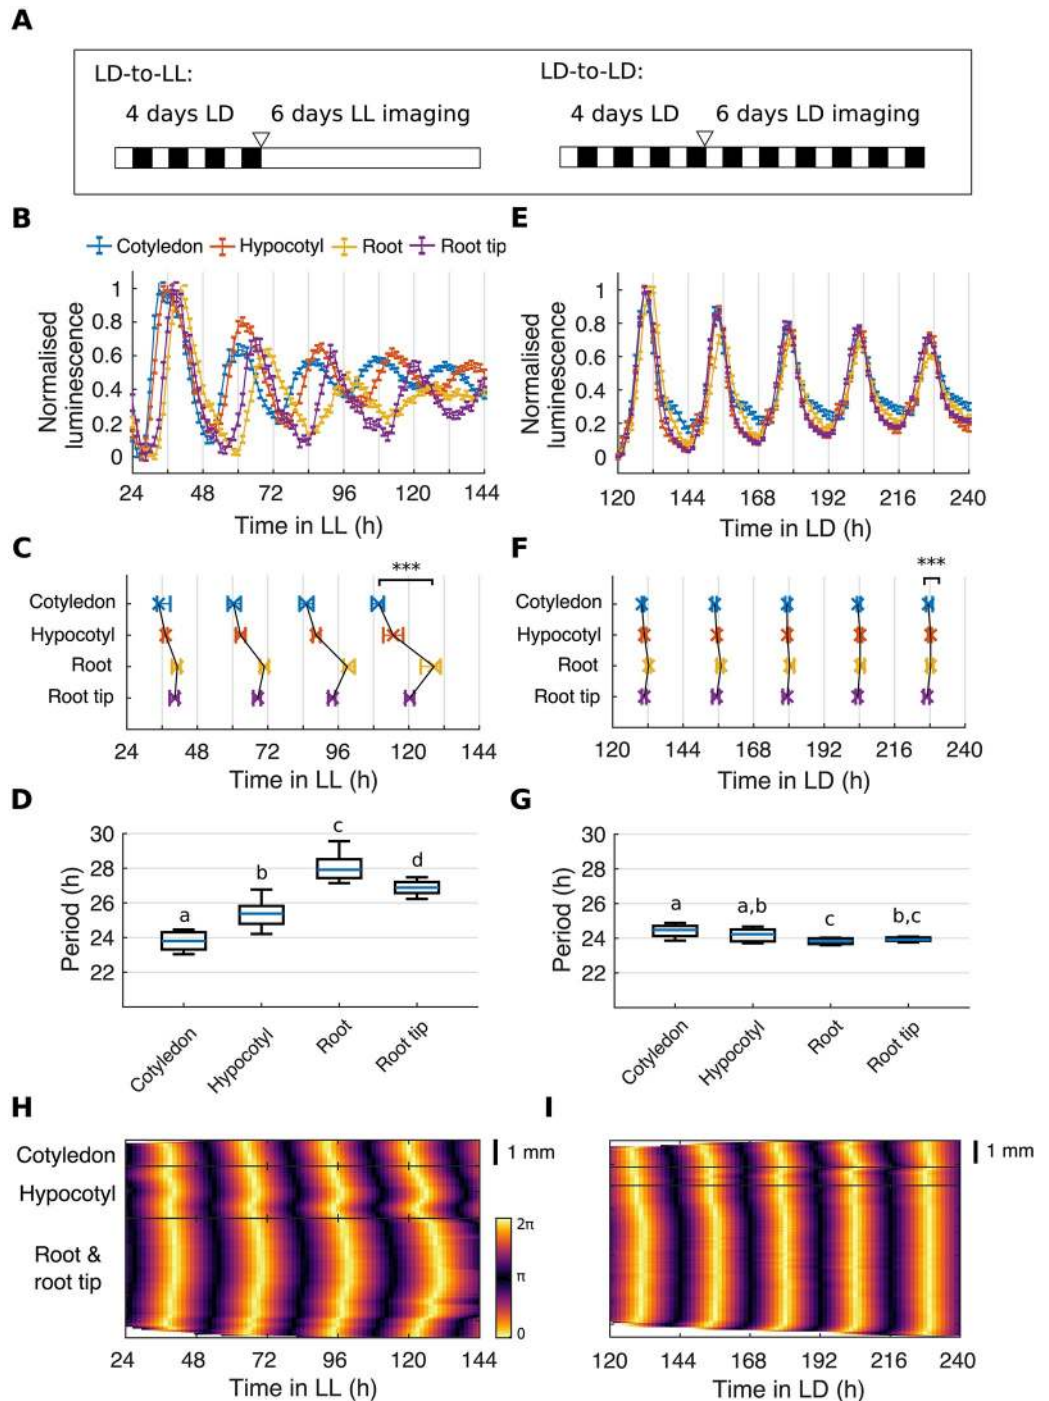 A
LD-to-LL:
4 days LD 6 days LL imaging
LD-to-LD:
4 days LD 6 days LD imaging
B
Cotyledon Hypocotyl Root Root tip
Normalised
luminescence
1
0.8
0.6
0.4
0.2
0
24 48 72 96 120 144
Time in LL (h)
E
Normalised
luminescence
1
0.8
0.6
0.4
0.2
0
120 144 168 192 216 240
Time in LD (h)
C
***
Cotyledon
Hypocotyl
Root
Root tip
24 48 72 96 120 144
Time in LL (h)
F
***
Cotyledon
Hypocotyl
Root
Root tip
120 144 168 192 216 240
Time in LD (h)
D
Period (h)
30
28
26
24
22
a b c d
Cotyledon
Hypocotyl
Root
Root tip
G
Period (h)
30
28
26
24
22
a a,b c b,c
Cotyledon
Hypocotyl
Root
Root tip
H
Cotyledon
Hypocotyl
Root &
root tip
1 mm
2π
π
0
24 48 72 96 120 144
Time in LL (h)
I
1 mm
120 144 168 192 216 240
Time in LD (h)